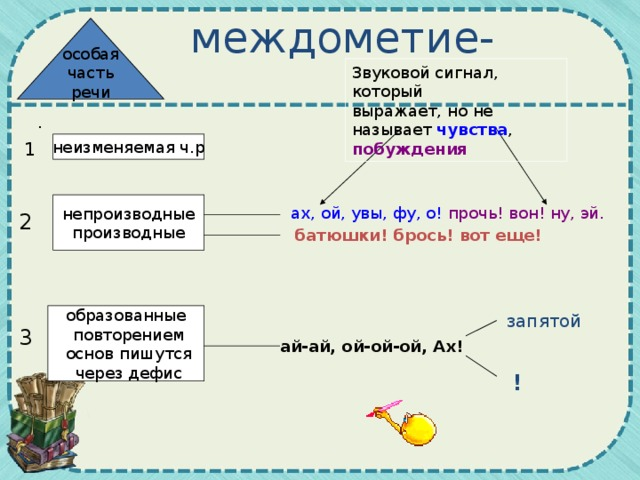 междометие-
особая
часть
речи
Звуковой сигнал,
который
выражает, но не
называет чувства,
побуждения
.
1
неизменяемая ч.р
2
непроизводные
производные
ах, ой, увы, фу, о! прочь! вон! ну, эй.
батюшки! брось! вот еще!
3
образованные
повторением
основ пишутся
через дефис
ай-ай, ой-ой-ой, Ах!
запятой
!